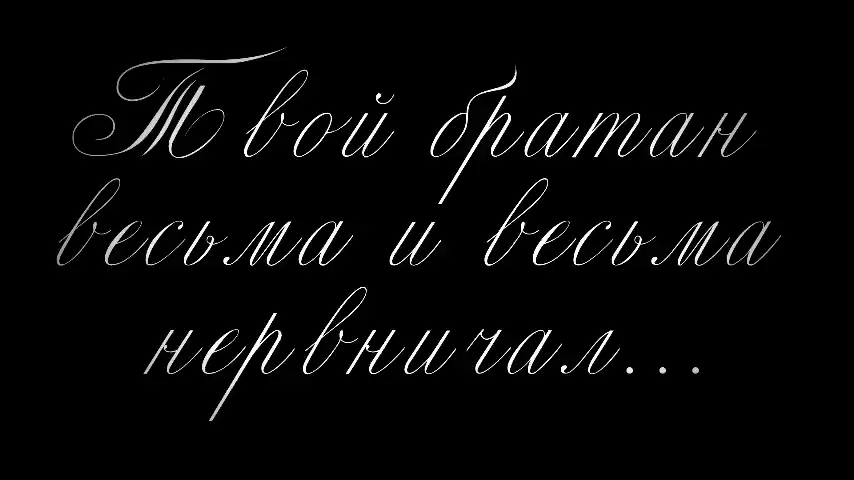 Твой братан
весьма и весьма
нервничал...